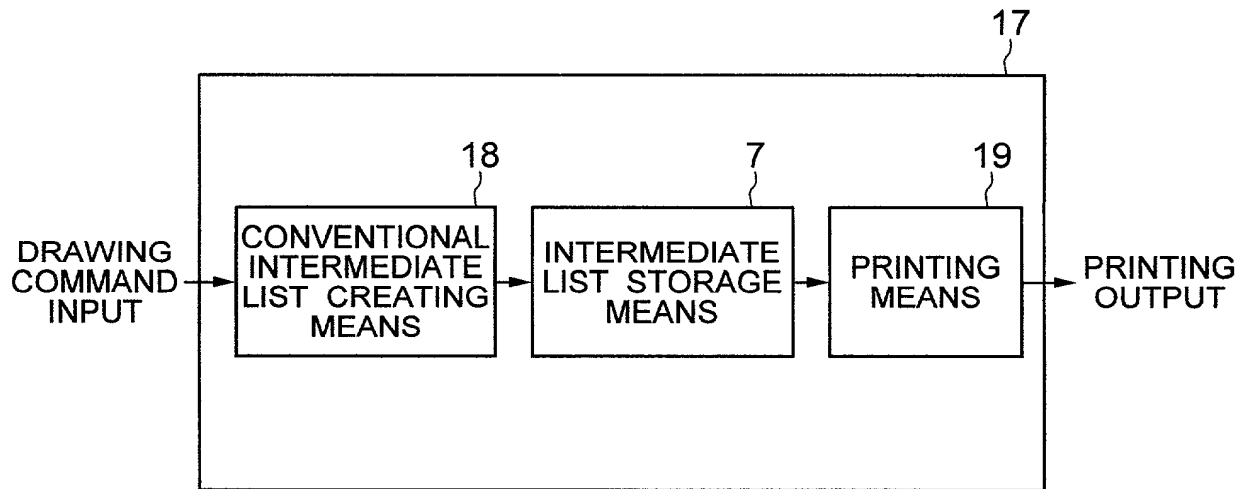 17
18
7
19
DRAWING
COMMAND
INPUT
CONVENTIONAL
INTERMEDIATE
LIST CREATING
MEANS
INTERMEDIATE
LIST STORAGE
MEANS
PRINTING
MEANS
PRINTING
OUTPUT